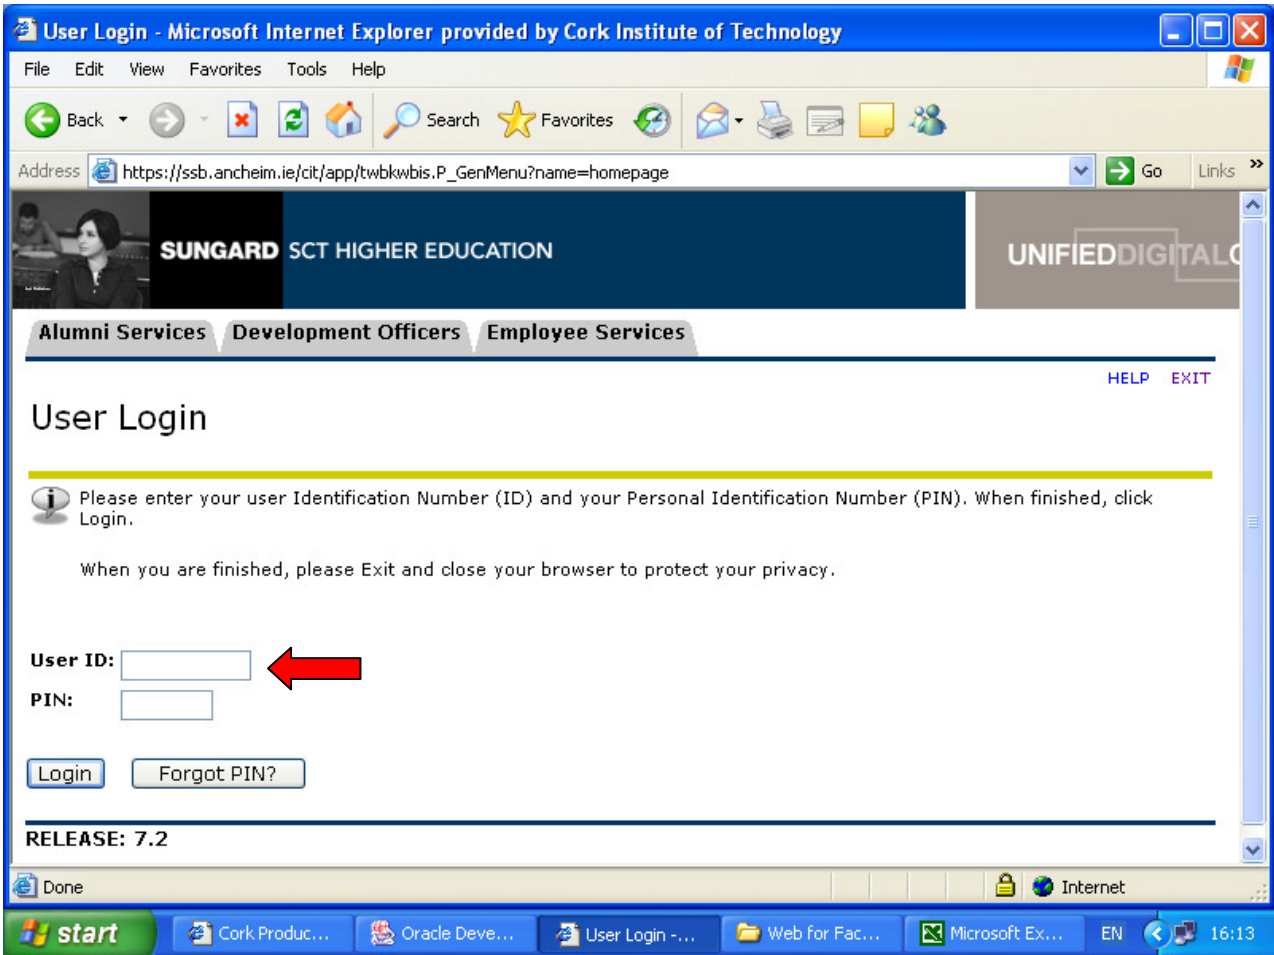 User Login - Microsoft Internet Explorer provided by Cork Institute of Technology
File Edit View Favorites Tools Help
Back Search Favorites
Address https://ssb.ancheim.ie/cit/app/twbkwbis.P_GenMenu?name=homepage Go Links »
SUNGARD SCT HIGHER EDUCATION UNIFIEDDIGITALC
Alumni Services Development Officers Employee Services
HELP EXIT
User Login
Please enter your user Identification Number (ID) and your Personal Identification Number (PIN). When finished, click
Login.
When you are finished, please Exit and close your browser to protect your privacy.
User ID:
PIN:
Login Forgot PIN?
RELEASE: 7.2
Done Internet
start Cork Produc... Oracle Deve... User Login -... Web for Fac... Microsoft Ex... EN 16:13